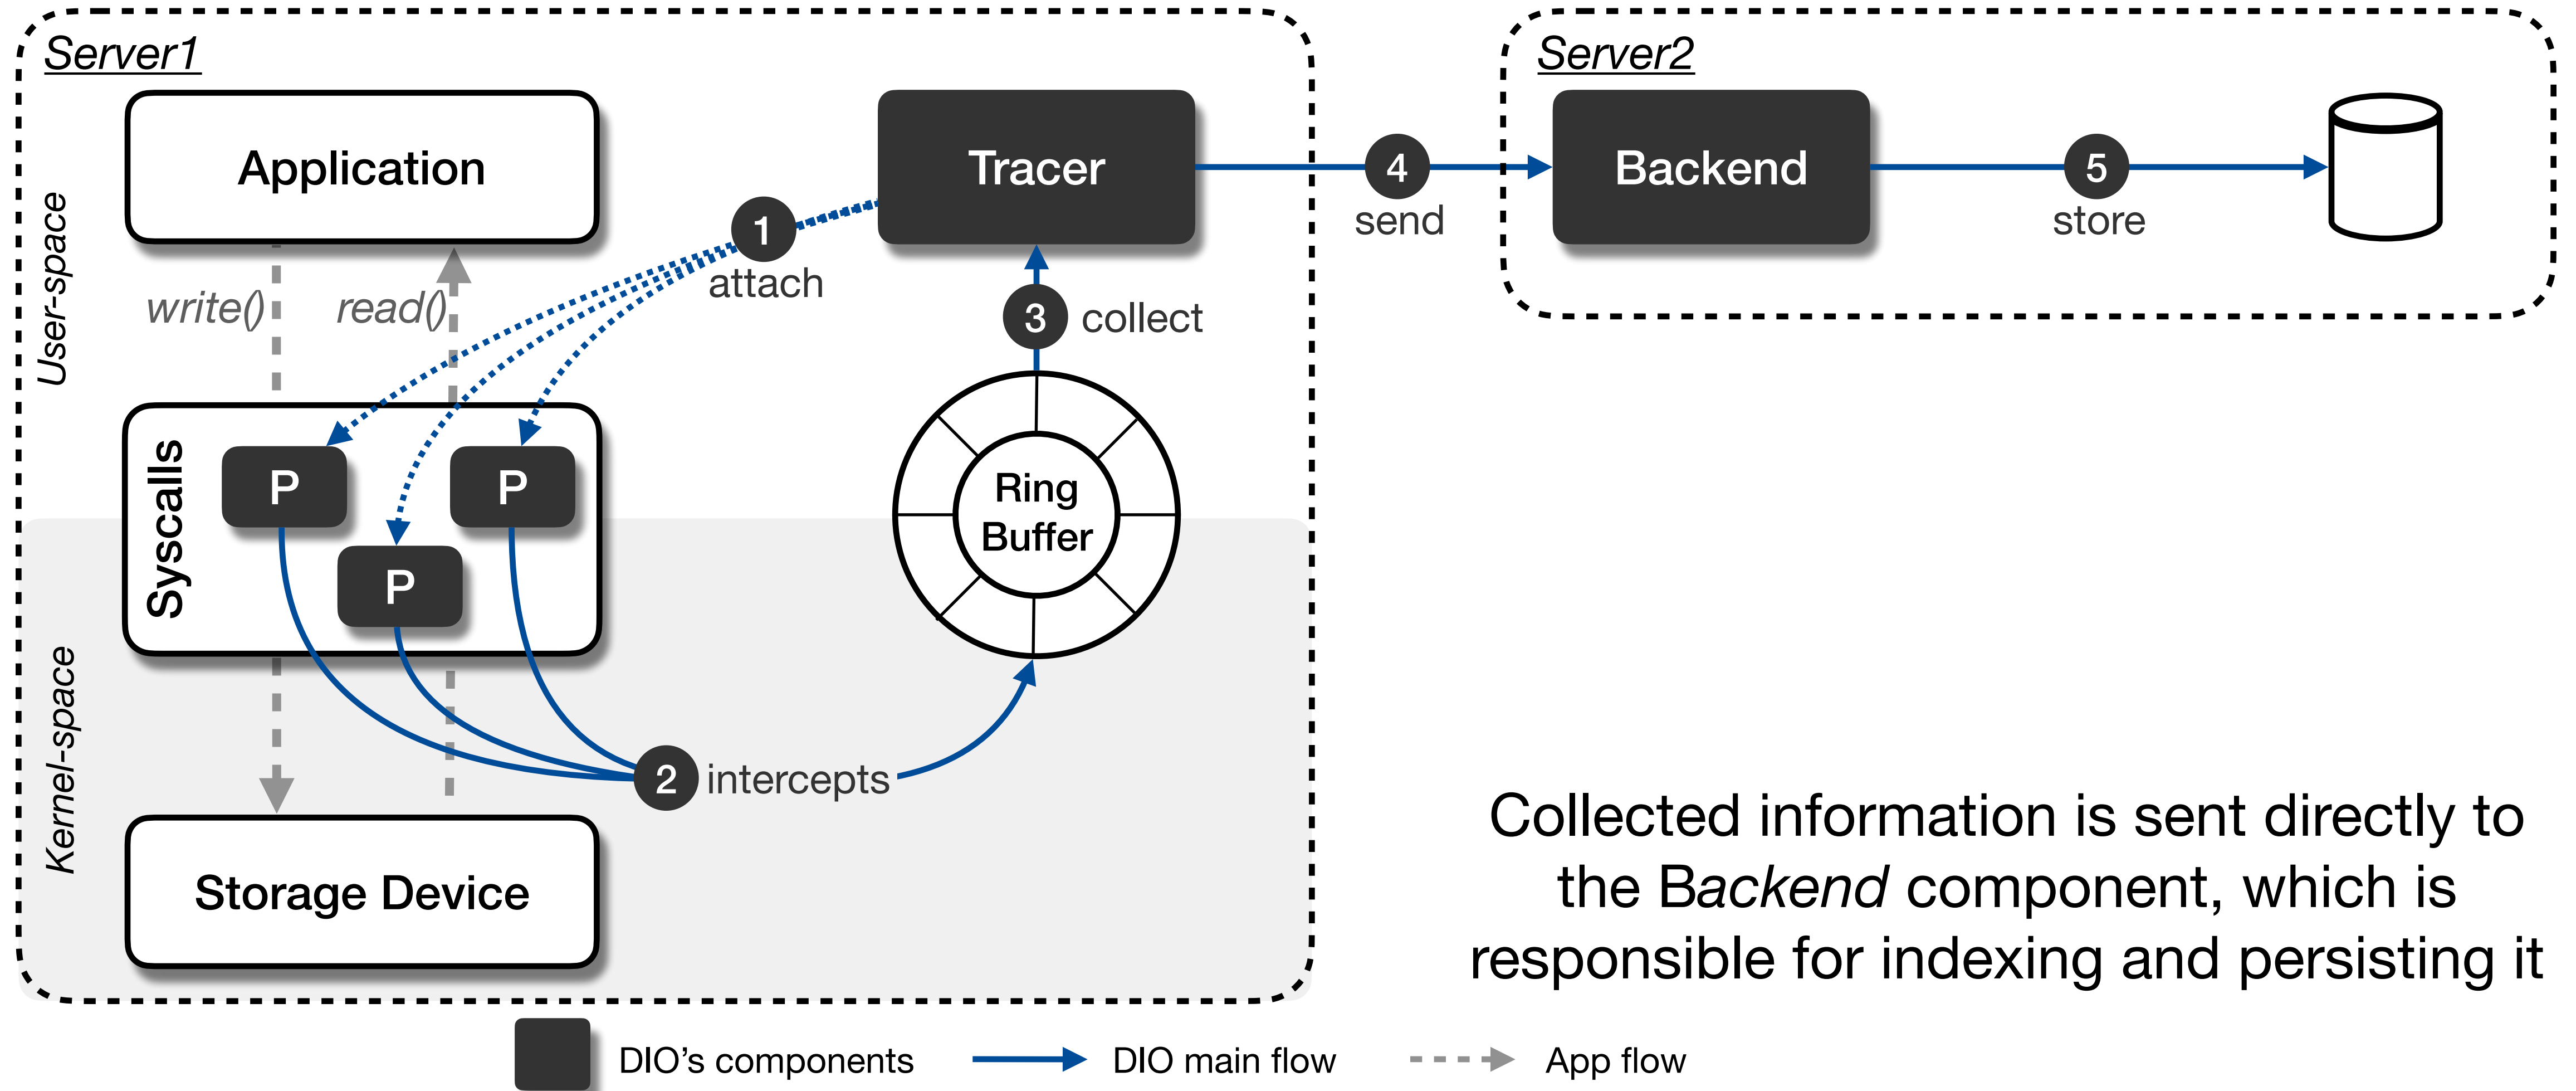 Server1
Server2
Application
Tracer
4
send
Backend
5
store
1
attach
User-space
write()
read()
3
collect
Syscalls
P
P
P
Ring
Buffer
Kernel-space
2
intercepts
Storage Device
Collected information is sent directly to
the Backend component, which is
responsible for indexing and persisting it
DIO's components
DIO main flow
App flow